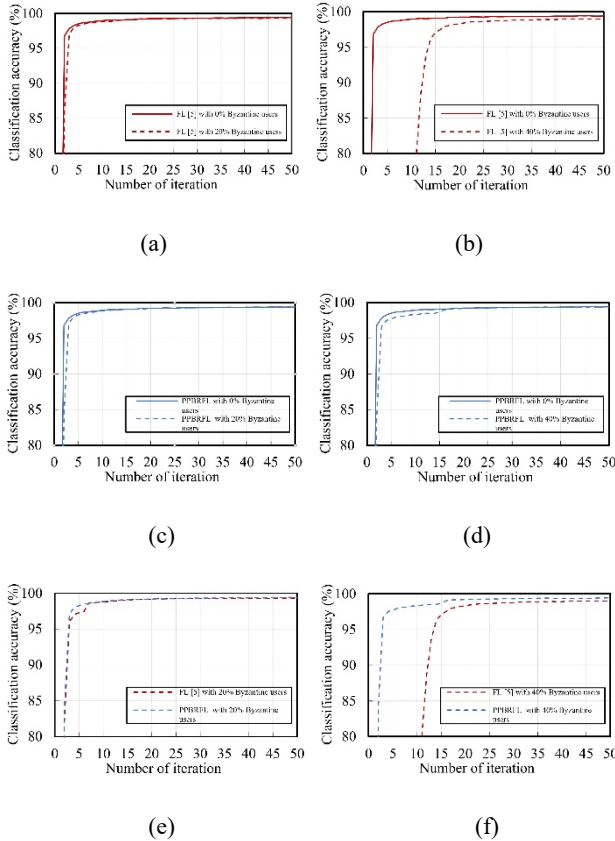 Classification accuracy (%)
100
95
90
85
80
FL [5] with 0% Byzantine users
FL [5] with 20% Byzantine users
0 5 10 15 20 25 30 35 40 45 50
Number of iteration
(a)
Classification accuracy (%)
100
95
90
85
80
FL [5] with 0% Byzantine users
FL [5] with 40% Byzantine users
0 5 10 15 20 25 30 35 40 45 50
Number of iteration
(b)
Classification accuracy (%)
100
95
90
85
80
PPBRFL with 0% Byzantine
users
PPBRFL with 20% Byzantine
users
0 5 10 15 20 25 30 35 40 45 50
Number of iteration
(c)
Classification accuracy (%)
100
95
90
85
80
PPBRFL with 0% Byzantine
users
PPBRFL with 40% Byzantine
users
0 5 10 15 20 25 30 35 40 45 50
Number of iteration
(d)
Classification accuracy (%)
100
95
90
85
80
FL [5] with 20% Byzantine users
PPBRFL with 20% Byzantine
users
0 5 10 15 20 25 30 35 40 45 50
Number of iteration
(e)
Classification accuracy (%)
100
95
90
85
80
FL [5] with 40% Byzantine users
PPBRFL with 40% Byzantine
users
0 5 10 15 20 25 30 35 40 45 50
Number of iteration
(f)